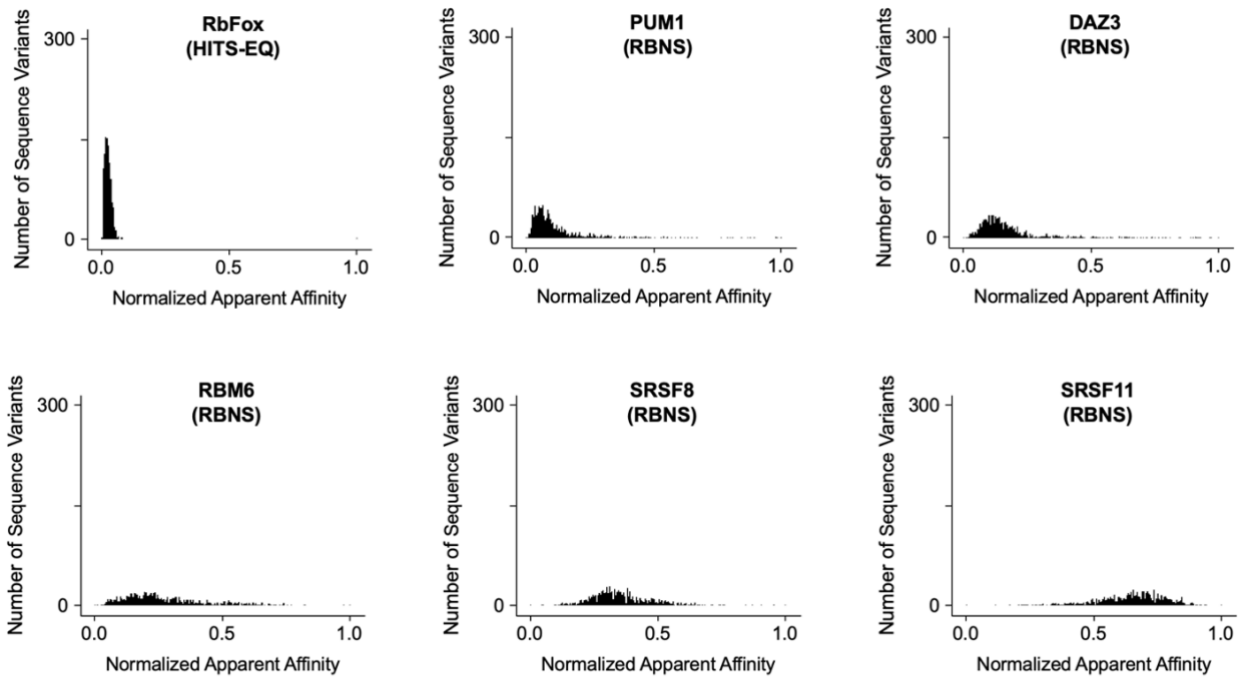 RbFox
(HITS-EQ)
Number of Sequence Variants
300
0
0.0 0.5 1.0
Normalized Apparent Affinity
PUM1
(RBNS)
Number of Sequence Variants
300
0
0.0 0.5 1.0
Normalized Apparent Affinity
DAZ3
(RBNS)
Number of Sequence Variants
300
0
0.0 0.5 1.0
Normalized Apparent Affinity
RBM6
(RBNS)
Number of Sequence Variants
300
0
0.0 0.5 1.0
Normalized Apparent Affinity
SRSF8
(RBNS)
Number of Sequence Variants
300
0
0.0 0.5 1.0
Normalized Apparent Affinity
SRSF11
(RBNS)
Number of Sequence Variants
300
0
0.0 0.5 1.0
Normalized Apparent Affinity